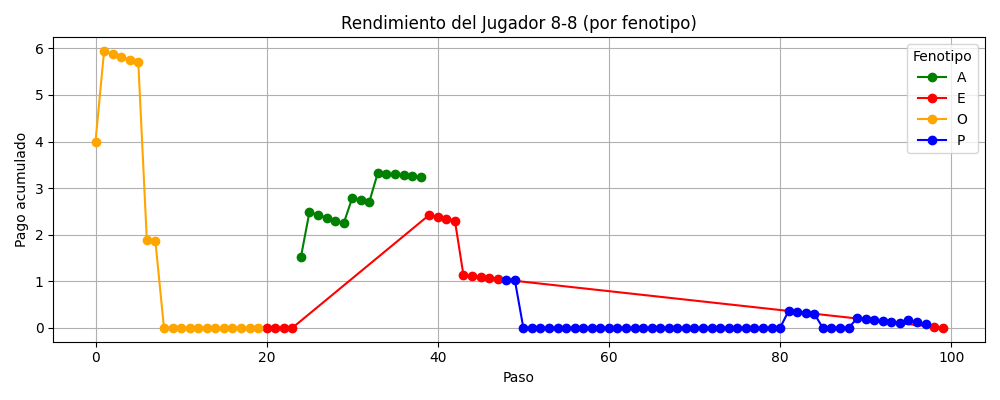 Rendimiento del Jugador 8-8 (por fenotipo)
Pago acumulado
6
5
4
3
2
1
0
0
20
40
60
80
100
Paso
Fenotipo
A
E
O
P